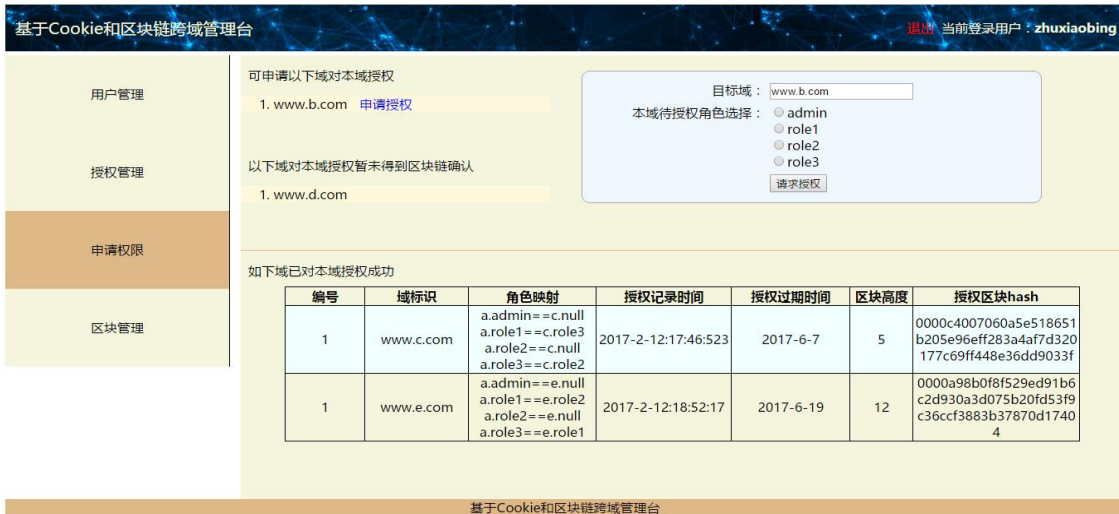 基于Cookie和区块链跨域管理台
退出 当前登录用户：zhuxiaobing
用户管理
授权管理
申请权限
区块管理
可申请以下域对本域授权
1. www.b.com 申请授权
以下域对本域授权暂未得到区块链确认
1. www.d.com
目标域： www.b.com
本域待授权角色选择： admin
role1
role2
role3
请求授权
如下域已对本域授权成功
编号 域标识 角色映射 授权记录时间 授权过期时间 区块高度 授权区块hash
1 www.c.com a.admin==c.null 2017-2-12:17:46:523 2017-6-7 5 0000c4007060a5e518651
a.role1==c.role3 b205e96eff283a4af7d320
a.role2==c.null 177c69ff448e36dd9033f
a.role3==c.role2
1 www.e.com a.admin==e.null 2017-2-12:18:52:17 2017-6-19 12 0000a98b0f8f529ed91b6
a.role1==e.role2 c2d930a3d075b20fd53f9
a.role2==e.null c36ccf3883b37870d1740
a.role3==e.role1 4
基于Cookie和区块链跨域管理台